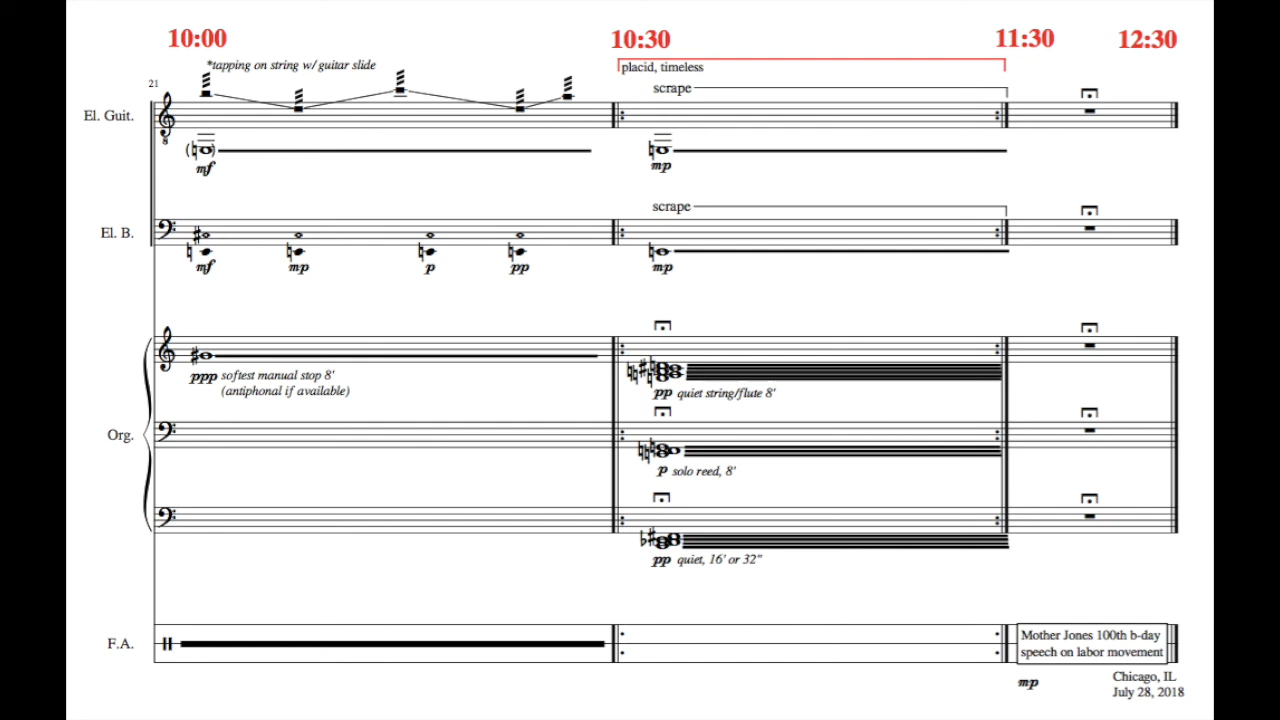 10:00 10:30 11:30 12:30
*tapping on string w/ guitar slide
placid, timeless
21
scrape
El. Guit.
8
mf mp
scrape
El. B.
mf mp p pp mp
ppp softest manual stop 8'
(antiphonal if available)
pp quiet string/flute 8'
Org.
p solo reed, 8'
pp quiet, 16' or 32"
F.A.
Mother Jones 100th b-day
speech on labor movement
mp
Chicago, IL
July 28, 2018